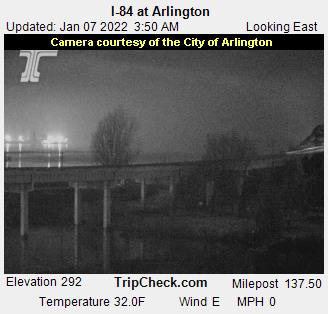 I-84 at Arlington
Updated: Jan 07 2022 3:50 AM Looking East
Camera courtesy of the City of Arlington
Elevation 292 TripCheck.com Milepost 137.50
Temperature 32.0F Wind E MPH 0